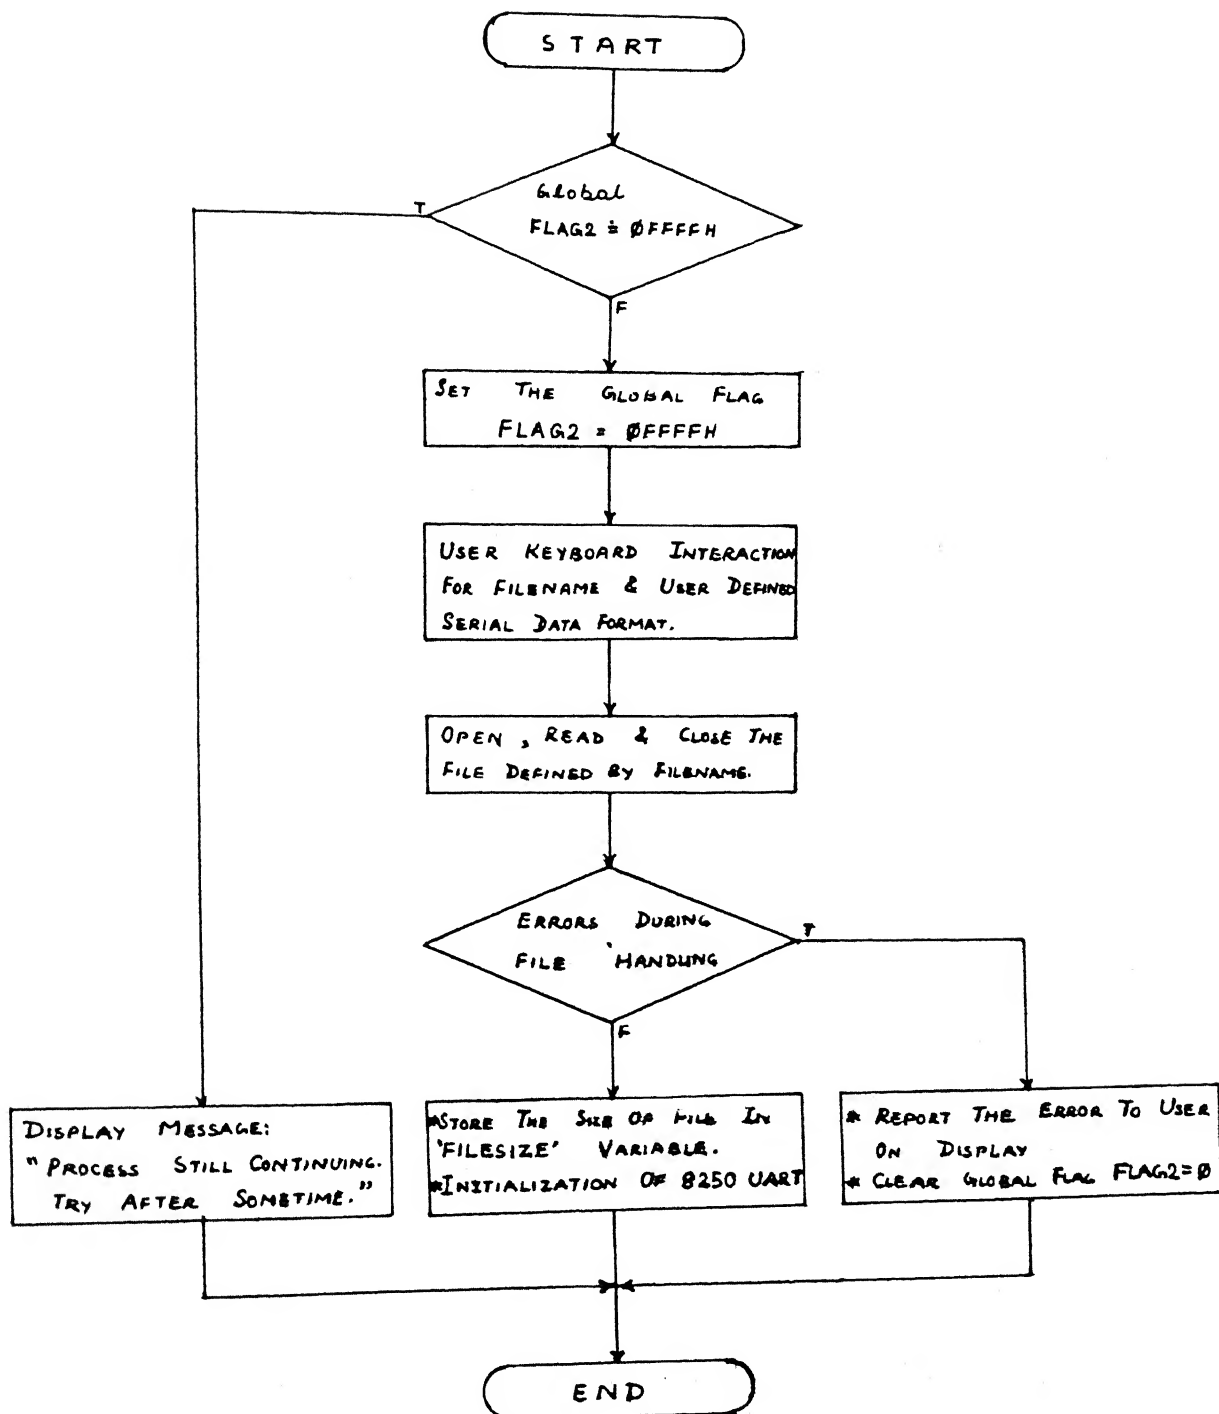 START
Global
FLAG2 = ØFFFFH
T
F
SET THE GLOBAL FLAG
FLAG2 = ØFFFFH
USER KEYBOARD INTERACTION
FOR FILENAME & USER DEFINED
SERIAL DATA FORMAT.
OPEN, READ & CLOSE THE
FILE DEFINED BY FILENAME.
ERRORS DURING
FILE HANDLING
T
F
DISPLAY MESSAGE:
"PROCESS STILL CONTINUING.
TRY AFTER SOMETIME."
*STORE THE SIZE OF FILE IN
'FILESIZE' VARIABLE.
*INITIALIZATION OF 8250 UART
* REPORT THE ERROR TO USER
ON DISPLAY
* CLEAR GLOBAL FLAG FLAG2=Ø
END